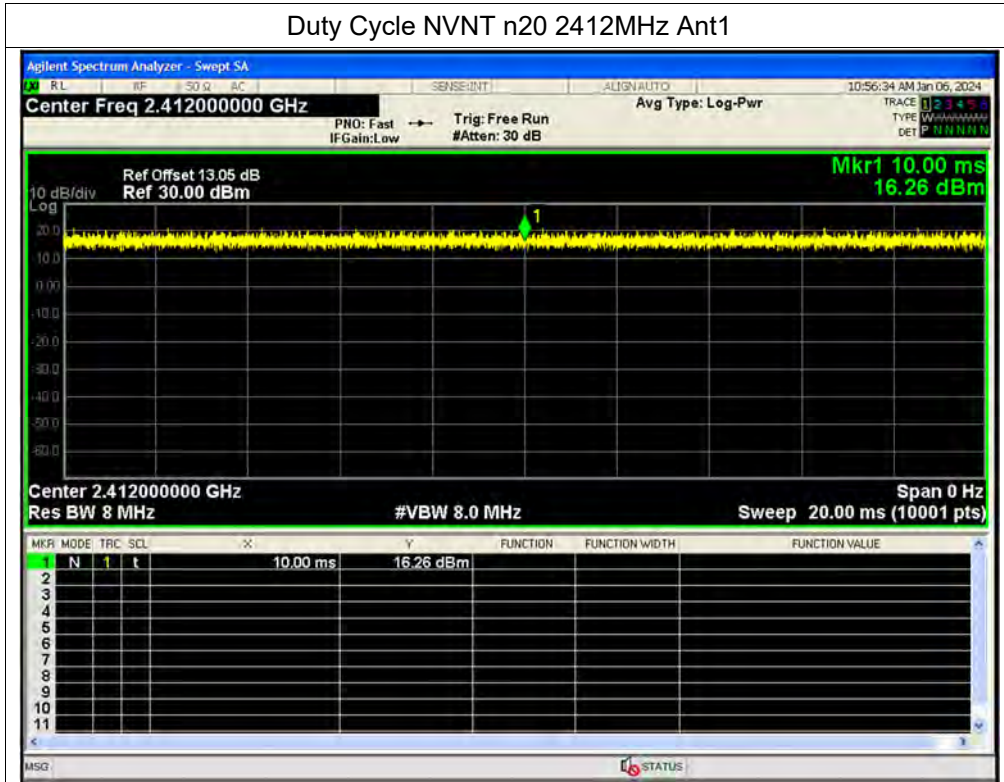 Duty Cycle NVNT n20 2412MHz Ant1
Agilent Spectrum Analyzer - Swept SA
LXI RL RF 50 Ω AC SENSE:INT ALIGN AUTO 10:56:34 AM Jan 06, 2024
Center Freq 2.412000000 GHz Avg Type: Log-Pwr TRACE 1 2 3 4 5 6
PNO: Fast Trig: Free Run TYPE W
IFGain:Low #Atten: 30 dB DET P N N N N N
Mkr1 10.00 ms
Ref Offset 13.05 dB
10 dB/div Ref 30.00 dBm 16.26 dBm
Log
1
20.0
10.0
0.00
-10.0
-20.0
-30.0
-40.0
-50.0
-60.0
Center 2.412000000 GHz Span 0 Hz
Res BW 8 MHz #VBW 8.0 MHz Sweep 20.00 ms (10001 pts)
MKR MODE TRC SCL X Y FUNCTION FUNCTION WIDTH FUNCTION VALUE
1 N 1 t 10.00 ms 16.26 dBm
2
3
4
5
6
7
8
9
10
11
MSG STATUS